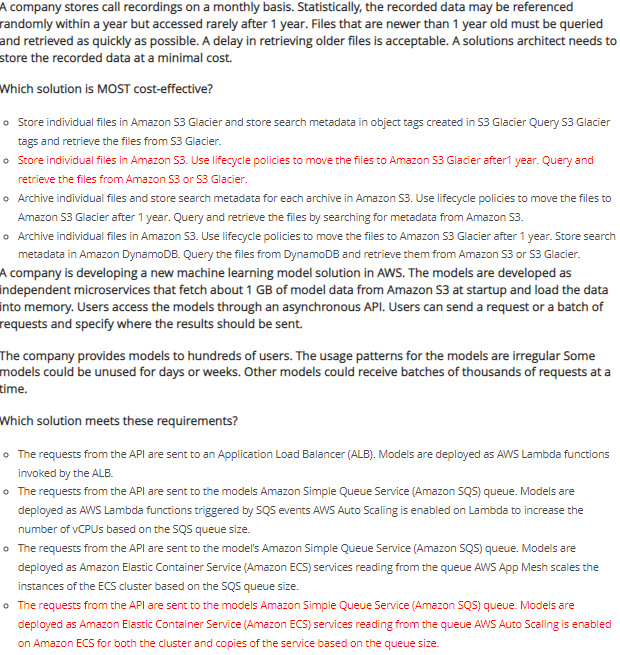 A company stores call recordings on a monthly basis. Statistically, the recorded data may be referenced
randomly within a year but accessed rarely after 1 year. Files that are newer than 1 year old must be queried
and retrieved as quickly as possible. A delay in retrieving older files is acceptable. A solutions architect needs to
store the recorded data at a minimal cost.
Which solution is MOST cost-effective?
Store individual files in Amazon S3 Glacier and store search metadata in object tags created in S3 Glacier Query S3 Glacier
tags and retrieve the files from S3 Glacier.
Store individual files in Amazon S3. Use lifecycle policies to move the files to Amazon S3 Glacier after1 year. Query and
retrieve the files from Amazon S3 or S3 Glacier.
Archive individual files and store search metadata for each archive in Amazon S3. Use lifecycle policies to move the files to
Amazon S3 Glacier after 1 year. Query and retrieve the files by searching for metadata from Amazon S3.
Archive individual files in Amazon S3. Use lifecycle policies to move the files to Amazon S3 Glacier after 1 year. Store search
metadata in Amazon DynamoDB. Query the files from DynamoDB and retrieve them from Amazon S3 or S3 Glacier.
A company is developing a new machine learning model solution in AWS. The models are developed as
independent microservices that fetch about 1 GB of model data from Amazon S3 at startup and load the data
into memory. Users access the models through an asynchronous API. Users can send a request or a batch of
requests and specify where the results should be sent.
The company provides models to hundreds of users. The usage patterns for the models are irregular Some
models could be unused for days or weeks. Other models could receive batches of thousands of requests at a
time.
Which solution meets these requirements?
The requests from the API are sent to an Application Load Balancer (ALB). Models are deployed as AWS Lambda functions
invoked by the ALB.
The requests from the API are sent to the models Amazon Simple Queue Service (Amazon SQS) queue. Models are
deployed as AWS Lambda functions triggered by SQS events AWS Auto Scaling is enabled on Lambda to increase the
number of vCPUs based on the SQS queue size.
The requests from the API are sent to the model's Amazon Simple Queue Service (Amazon SQS) queue. Models are
deployed as Amazon Elastic Container Service (Amazon ECS) services reading from the queue AWS App Mesh scales the
instances of the ECS cluster based on the SQS queue size.
The requests from the API are sent to the models Amazon Simple Queue Service (Amazon SQS) queue. Models are
deployed as Amazon Elastic Container Service (Amazon ECS) services reading from the queue AWS Auto Scaling is enabled
on Amazon ECS for both the cluster and copies of the service based on the queue size.